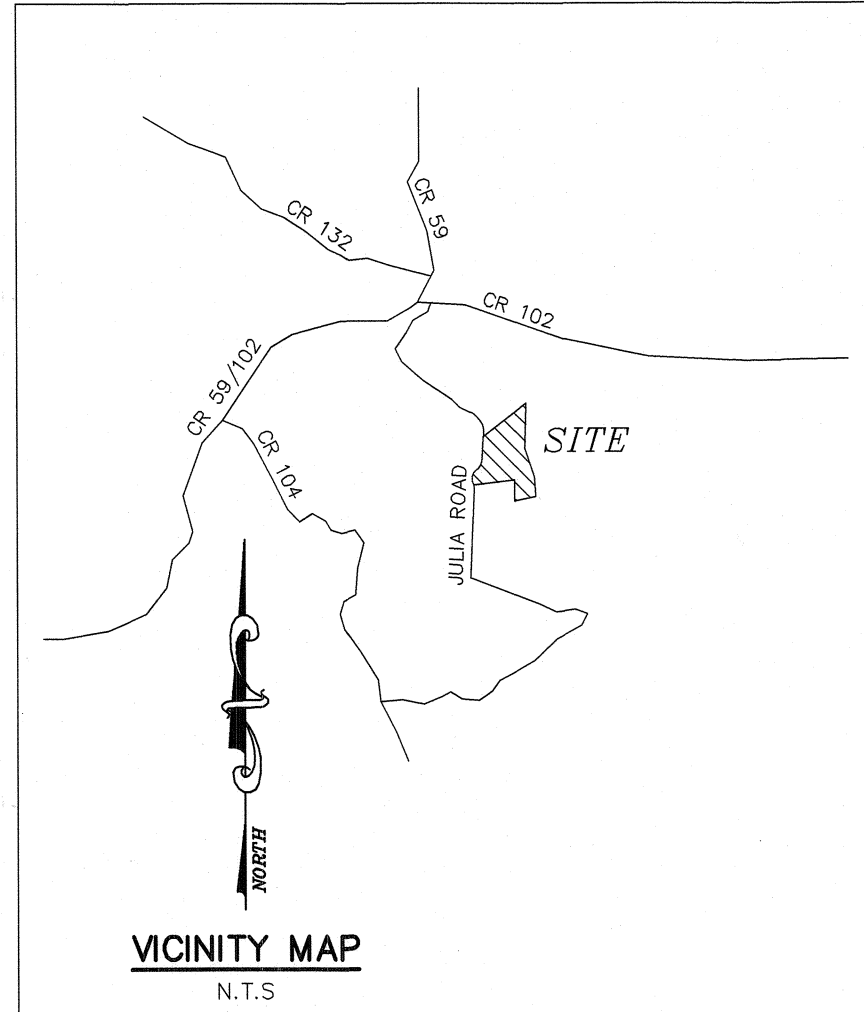 CR 59
CR 132
CR 102
CR 59/102
CR 104
SITE
JULIA ROAD
NORTH
VICINITY MAP
N.T.S